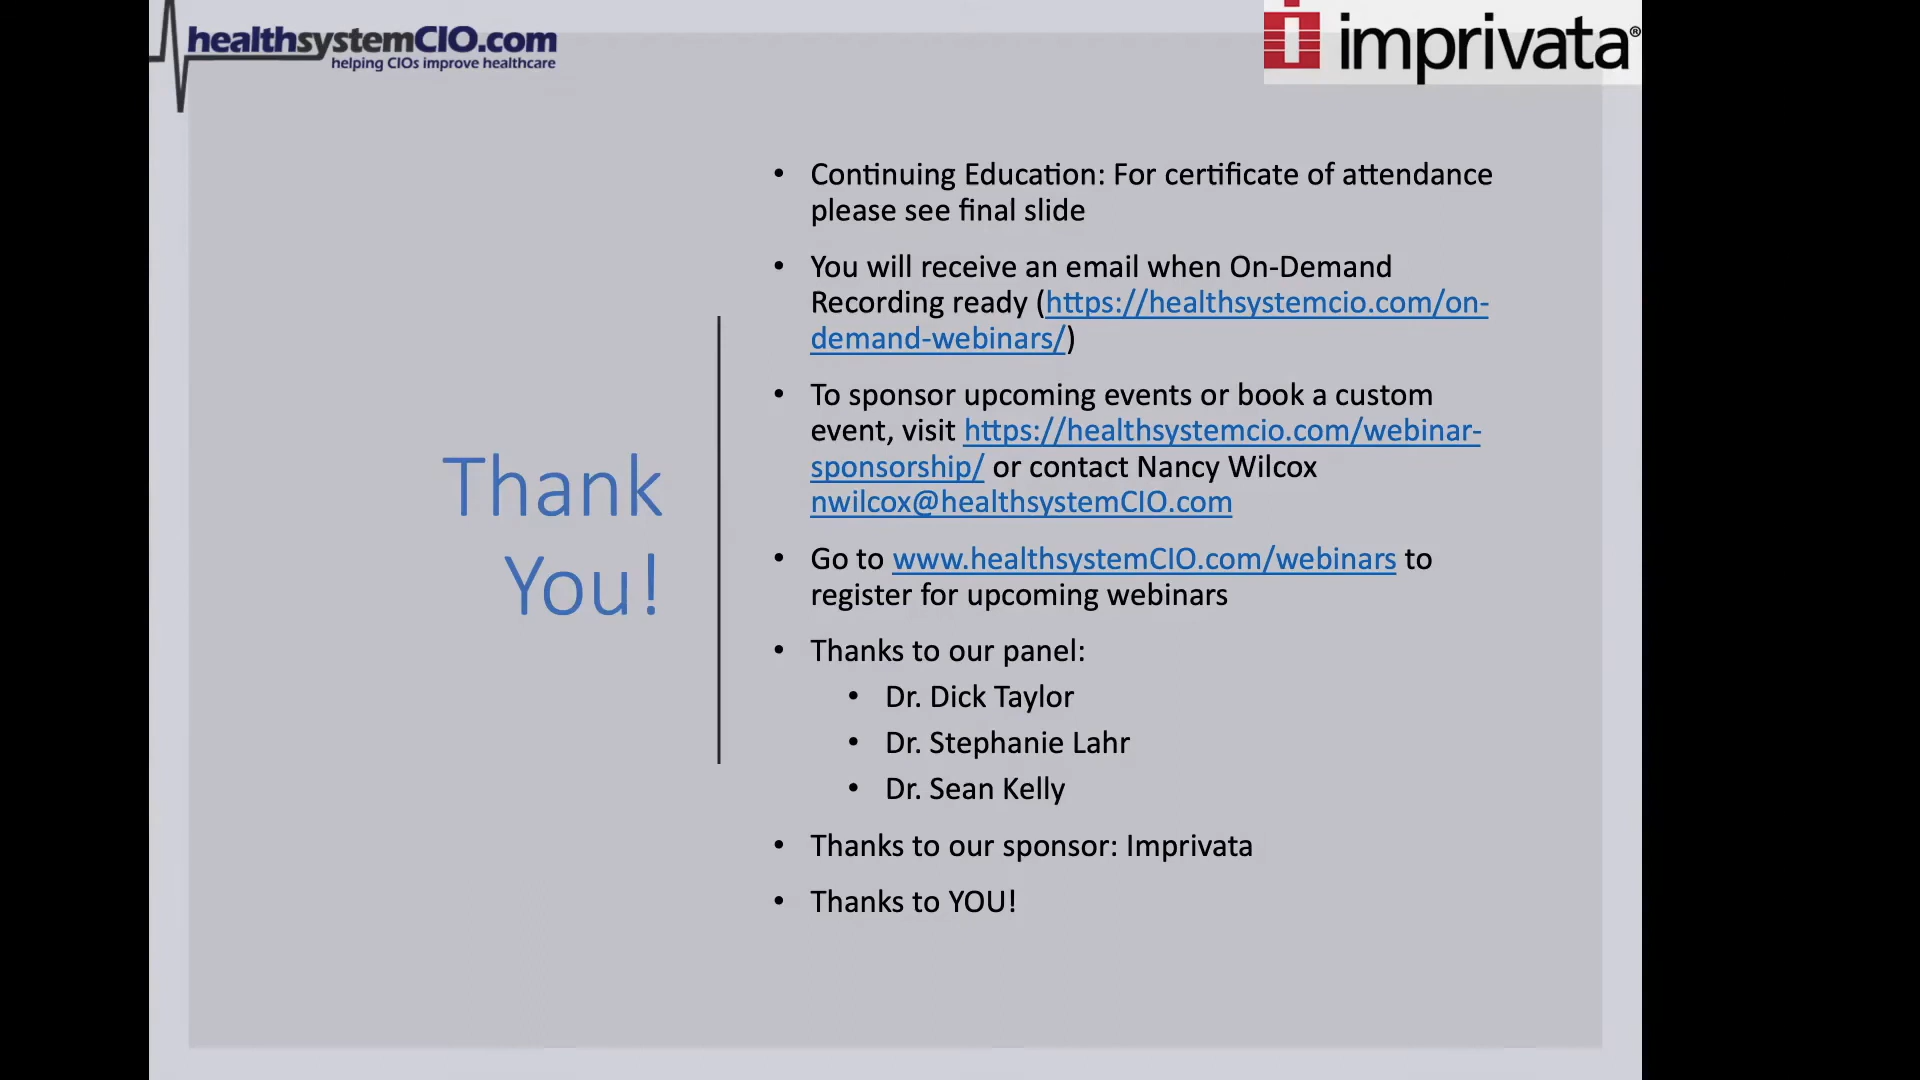 healthsystemCIO.com
helping CIOs improve healthcare
imprivata®
Thank
You!
• Continuing Education: For certificate of attendance
please see final slide
• You will receive an email when On-Demand
Recording ready (https://healthsystemcio.com/on-
demand-webinars/)
• To sponsor upcoming events or book a custom
event, visit https://healthsystemcio.com/webinar-
sponsorship/ or contact Nancy Wilcox
nwilcox@healthsystemCIO.com
• Go to www.healthsystemCIO.com/webinars to
register for upcoming webinars
• Thanks to our panel:
• Dr. Dick Taylor
• Dr. Stephanie Lahr
• Dr. Sean Kelly
• Thanks to our sponsor: Imprivata
• Thanks to YOU!